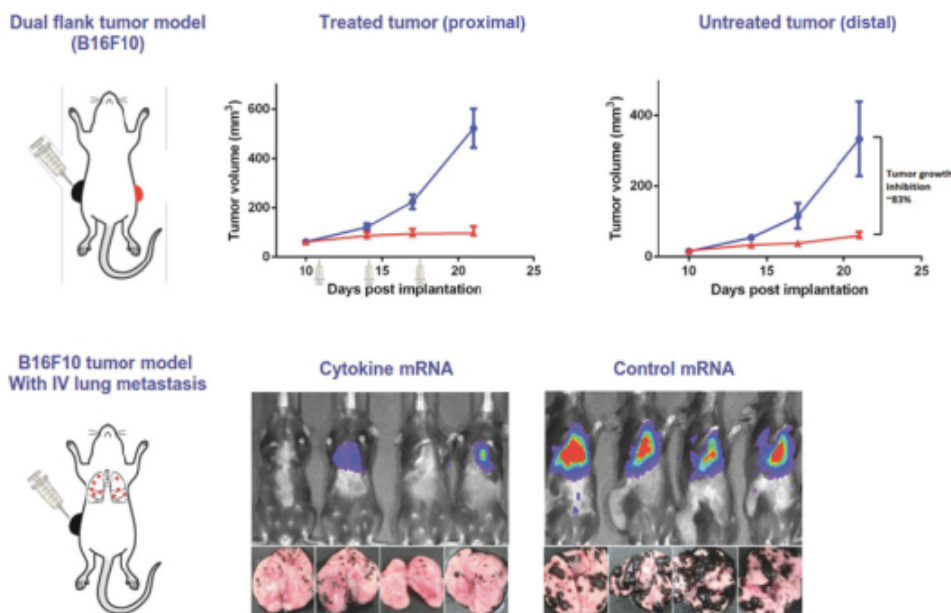 Dual flank tumor model
(B16F10)
Treated tumor (proximal)
Untreated tumor (distal)
Tumor volume (mm³)
600
400
200
0
10
15
20
25
Days post implantation
Tumor volume (mm³)
400
200
0
10
15
20
25
Days post implantation
Tumor growth
inhibition
~83%
B16F10 tumor model
With IV lung metastasis
Cytokine mRNA
Control mRNA